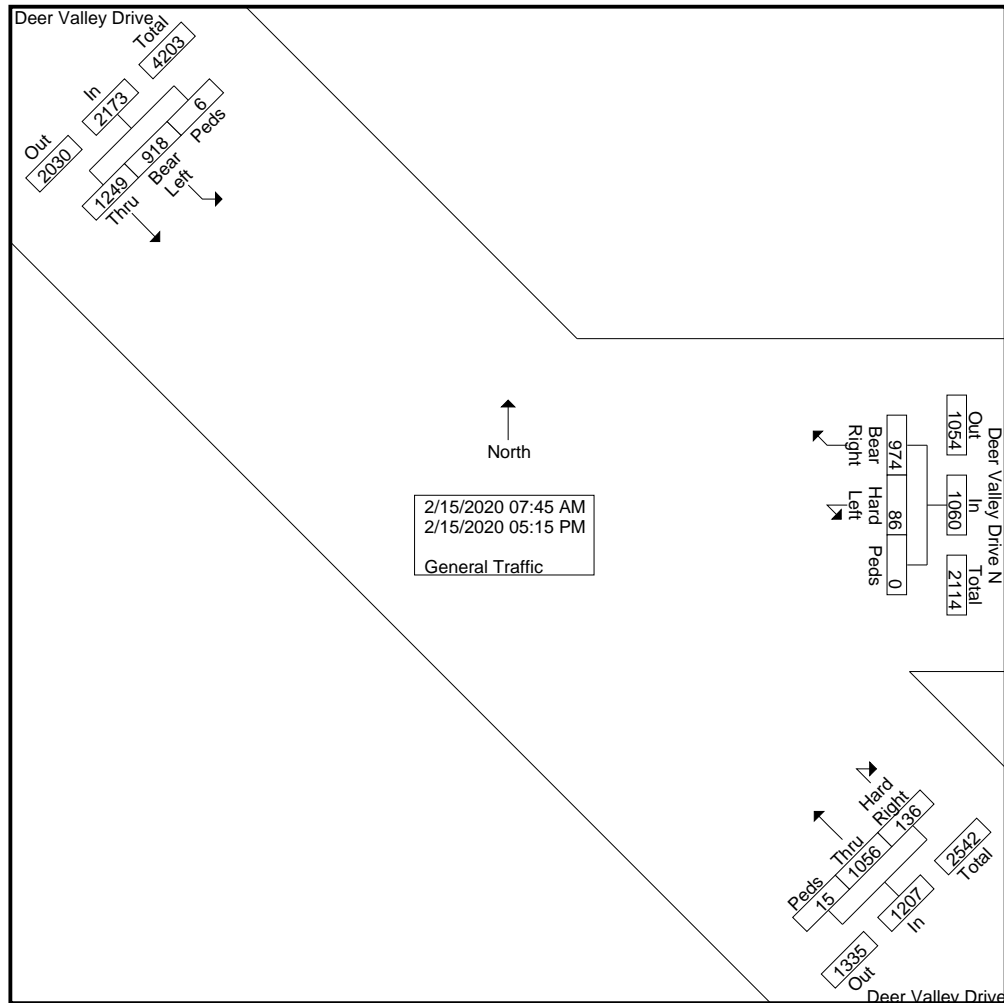 Deer Valley Drive
Out
In
Total
2030
2173
4203
1249
918
6
Thru
Bear
Left
Peds
North
2/15/2020 07:45 AM
2/15/2020 05:15 PM
General Traffic
Deer Valley Drive N
Out
In
Total
1054
1060
2114
974
86
0
Bear
Right
Hard
Left
Peds
Hard
Right
Thru
Peds
136
1056
15
2542
Total
1207
In
1335
Out
Deer Valley Drive